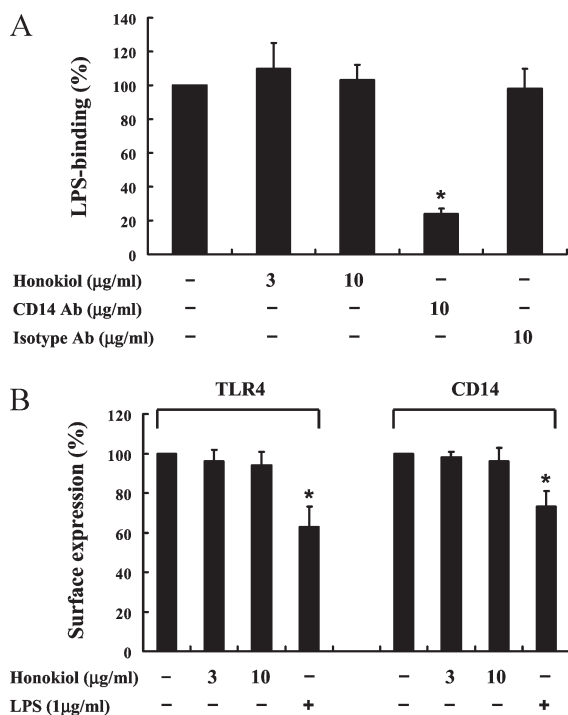 A
LPS-binding (%)
140
120
100
80
60
40
20
0
*
Honokiol (μg/ml) – 3 10 – –
CD14 Ab (μg/ml) – – – 10 –
Isotype Ab (μg/ml) – – – – 10
B
TLR4 CD14
Surface expression (%)
120
100
80
60
40
20
0
* *
Honokiol (μg/ml) – 3 10 – – 3 10 –
LPS (1μg/ml) – – – + – – – +